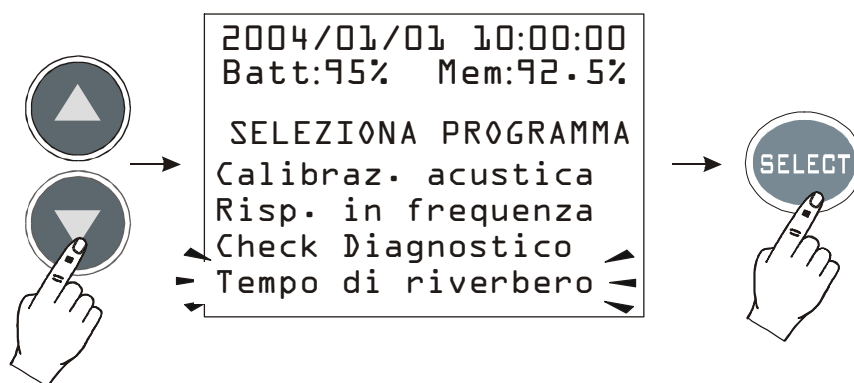 2004/01/01 10:00:00
Batt:95% Mem:92.5%
SELEZIONA PROGRAMMA
Calibraz. acustica
Risp. in frequenza
Check Diagnostico
Tempo di riverbero
SELECT